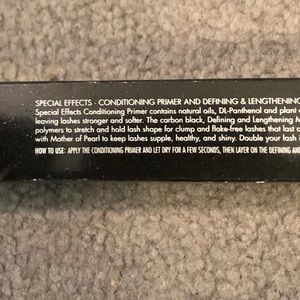 SPECIAL EFFECTS · CONDITIONING PRIMER AND DEFINING & LENGTHENING
Special Effects Conditioning Primer contains natural oils, DL-Panthenol and plant
leaving lashes stronger and softer. The carbon black, Defining and Lengthening M
polymers to stretch and hold lash shape for clump and flake-free lashes that last a
with Mother of Pearl to keep lashes supple, healthy, and shiny. Double your lash i
HOW TO USE: APPLY THE CONDITIONING PRIMER AND LET DRY FOR A FEW SECONDS, THEN LAYER ON THE DEFINING AND